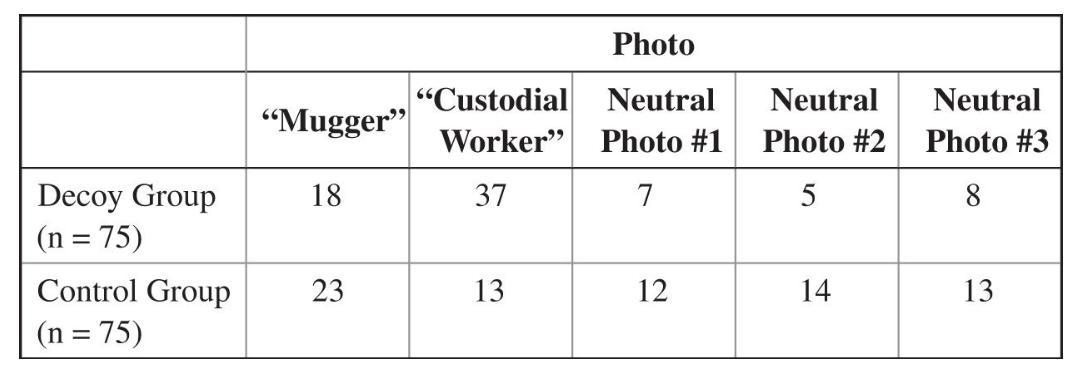 Photo
“Mugger” “Custodial Worker” Neutral Photo #1 Neutral Photo #2 Neutral Photo #3
Decoy Group (n = 75) 18 37 7 5 8
Control Group (n = 75) 23 13 12 14 13